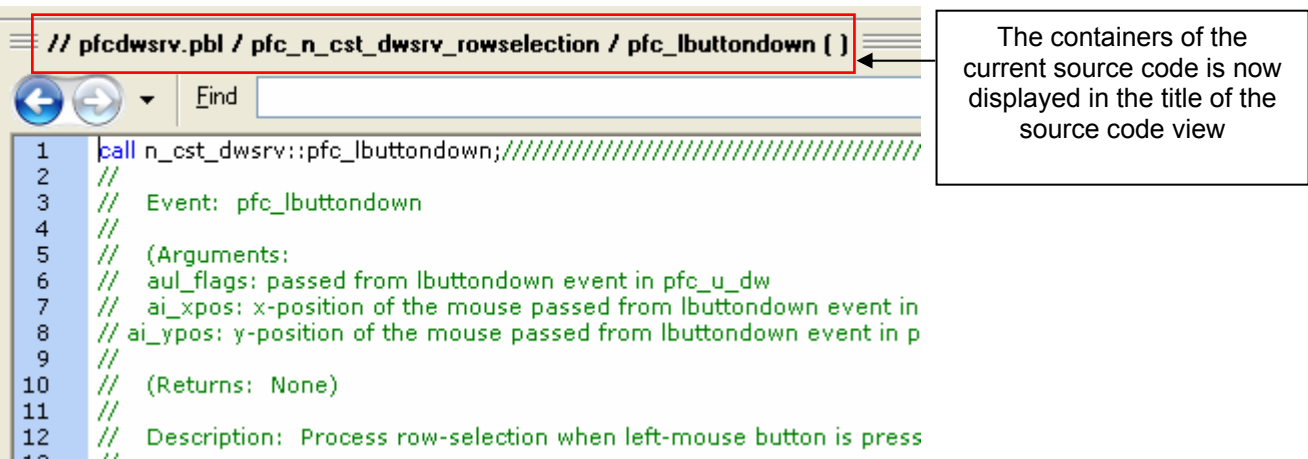 // pfcdwsrv.pbl / pfc_n_cst_dwsrv_rowselection / pfc_lbuttondown ( )
The containers of the
current source code is now
displayed in the title of the
source code view
Find
1 call n_cst_dwsrv::pfc_lbuttondown;//////////////////////////////////////////
2 //
3 // Event: pfc_lbuttondown
4 //
5 // (Arguments:
6 // aul_flags: passed from lbuttondown event in pfc_u_dw
7 // ai_xpos: x-position of the mouse passed from lbuttondown event in
8 // ai_ypos: y-position of the mouse passed from lbuttondown event in p
9 //
10 // (Returns: None)
11 //
12 // Description: Process row-selection when left-mouse button is press